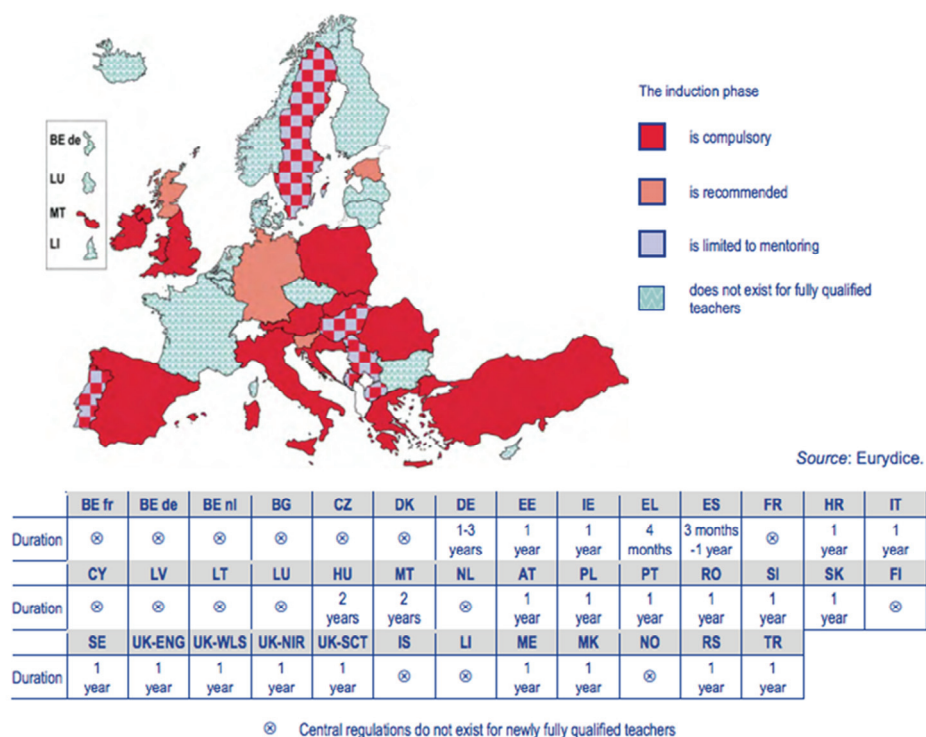 The induction phase
is compulsory
is recommended
is limited to mentoring
does not exist for fully qualified
teachers
BE de
LU
MT
LI
Source: Eurydice.
BE fr BE de BE nl BG CZ DK DE EE IE EL ES FR HR IT
Duration ⊗ ⊗ ⊗ ⊗ ⊗ ⊗ 1-3 years 1 year 1 year 4 months 3 months -1 year ⊗ 1 year 1 year
CY LV LT LU HU MT NL AT PL PT RO SI SK FI
Duration ⊗ ⊗ ⊗ ⊗ 2 years 2 years ⊗ 1 year 1 year 1 year 1 year 1 year 1 year ⊗
SE UK-ENG UK-WLS UK-NIR UK-SCT IS LI ME MK NO RS TR
Duration 1 year 1 year 1 year 1 year 1 year ⊗ ⊗ 1 year 1 year ⊗ 1 year 1 year
⊗ Central regulations do not exist for newly fully qualified teachers